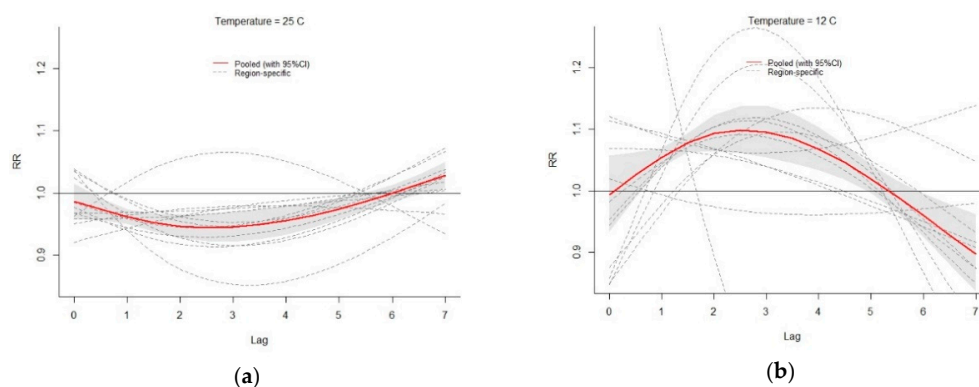 Temperature = 25 C
Pooled (with 95%CI)
Region-specific
RR
1.2
1.1
1.0
0.9
0 1 2 3 4 5 6 7
Lag
(a)
Temperature = 12 C
Pooled (with 95%CI)
Region-specific
RR
1.2
1.1
1.0
0.9
0 1 2 3 4 5 6 7
Lag
(b)